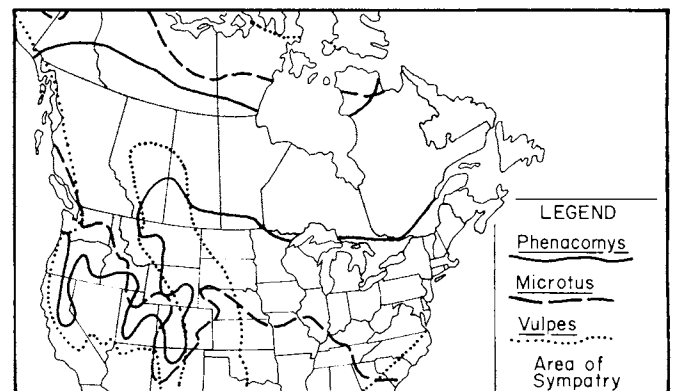 LEGEND
Phenacomys
Microtus
Vulpes
Area of
Sympatry